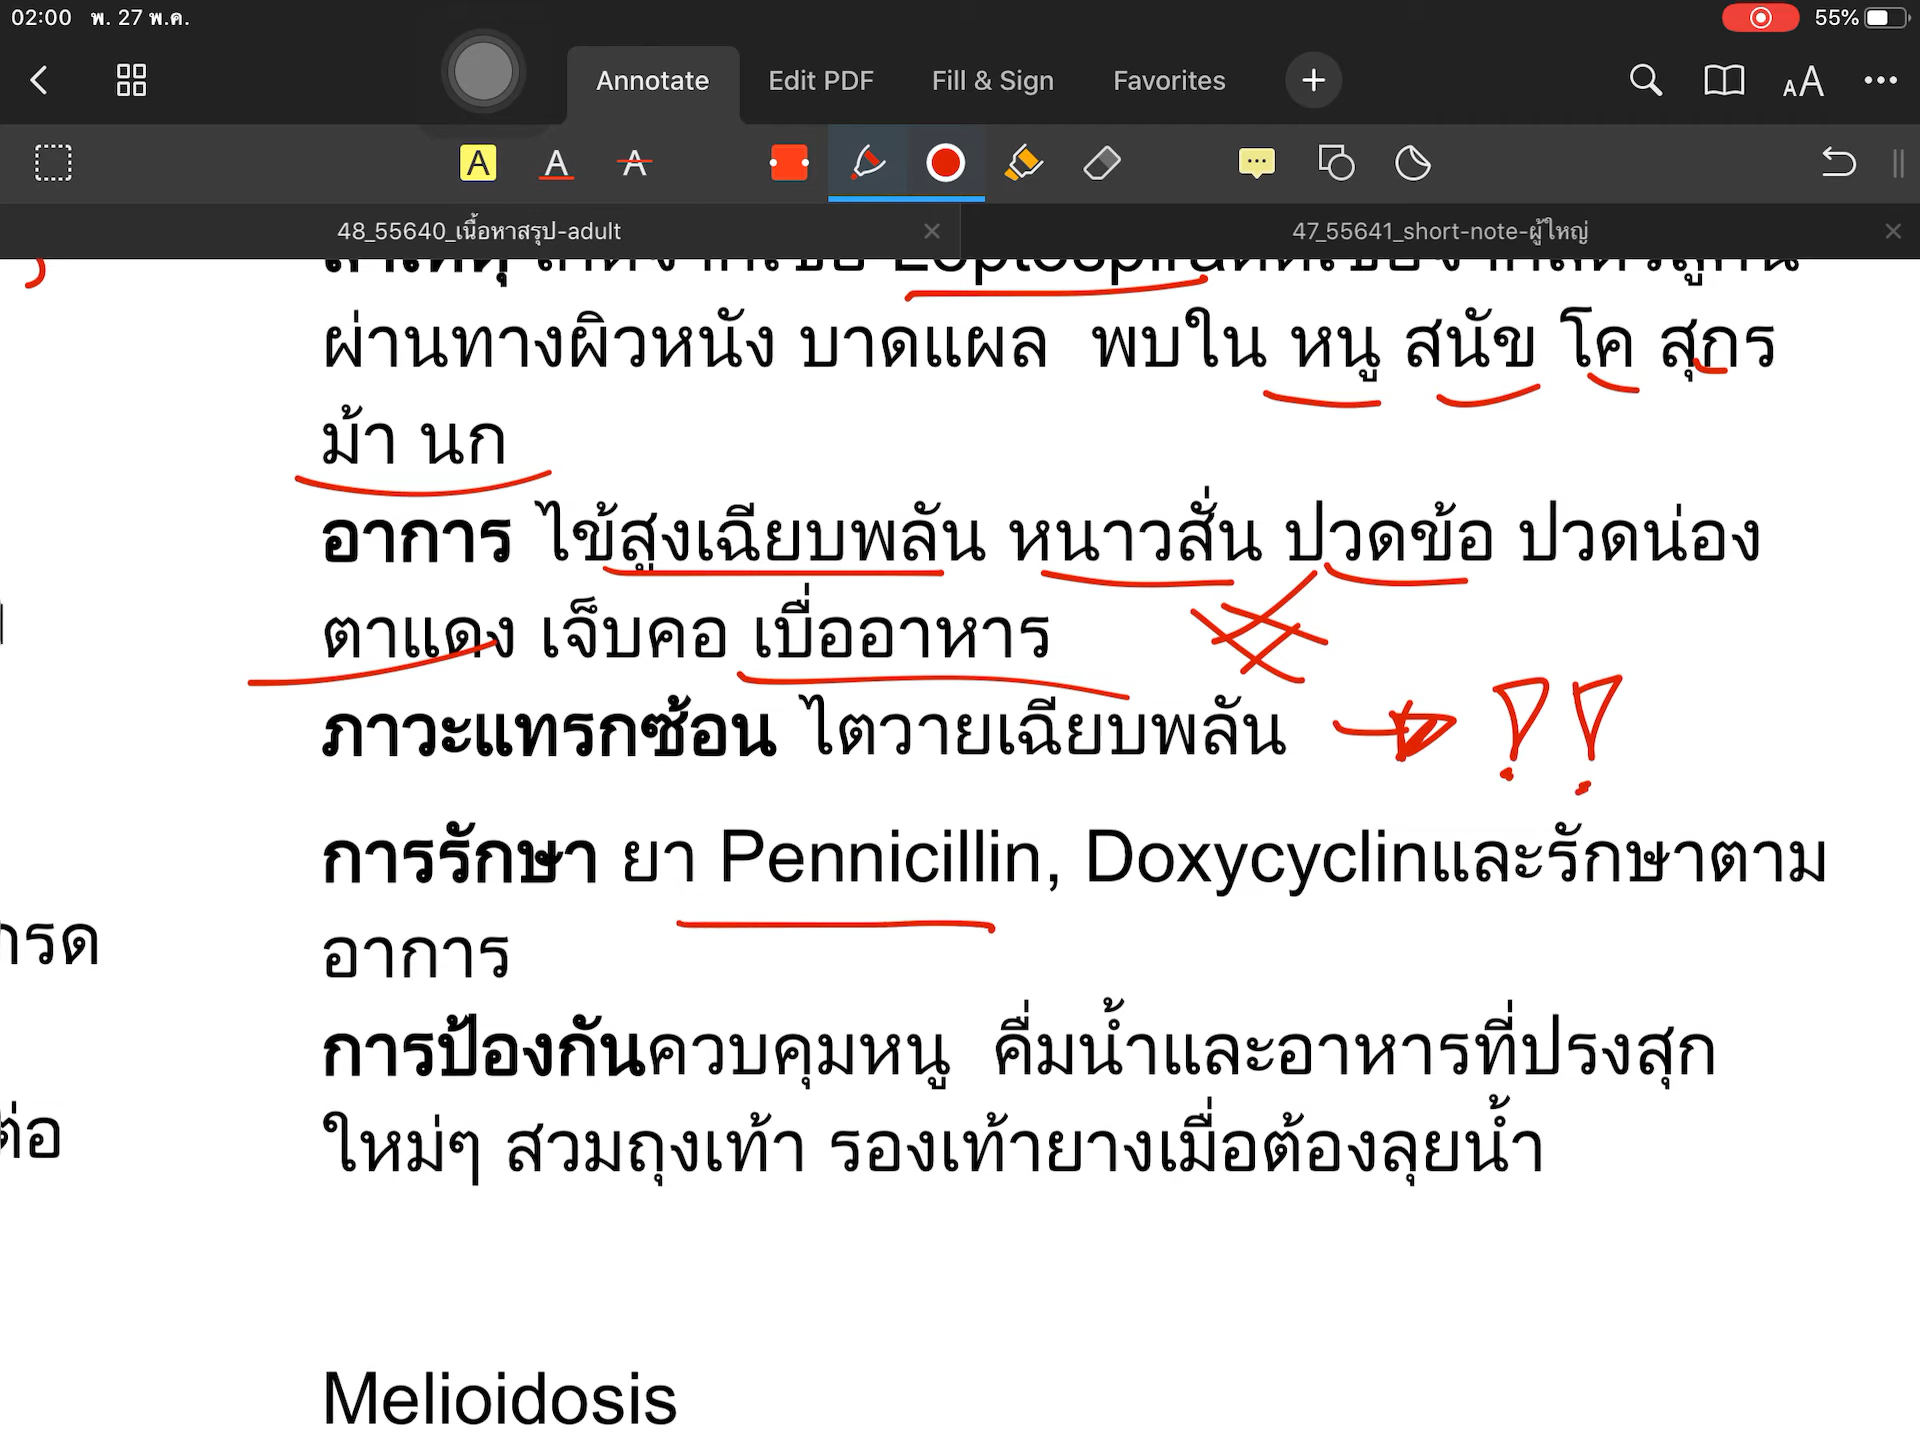 02:00 พ. 27 พ.ค.
55%
Annotate Edit PDF Fill & Sign Favorites
48_55640_เนื้อหาสรุป-adult
47_55641_short-note-ผู้ใหญ่
ผ่านทางผิวหนัง บาดแผล พบใน หนู สนัข โค สุกร
ม้า นก
อาการ ไข้สูงเฉียบพลัน หนาวสั่น ปวดข้อ ปวดน่อง
ตาแดง เจ็บคอ เบื่ออาหาร
ภาวะแทรกซ้อน ไตวายเฉียบพลัน
!!
การรักษา ยา Pennicillin, Doxycyclinและรักษาตาม
อาการ
การป้องกันควบคุมหนู คื่มน้ำและอาหารที่ปรงสุก
ใหม่ๆ สวมถุงเท้า รองเท้ายางเมื่อต้องลุยน้ำ
Melioidosis